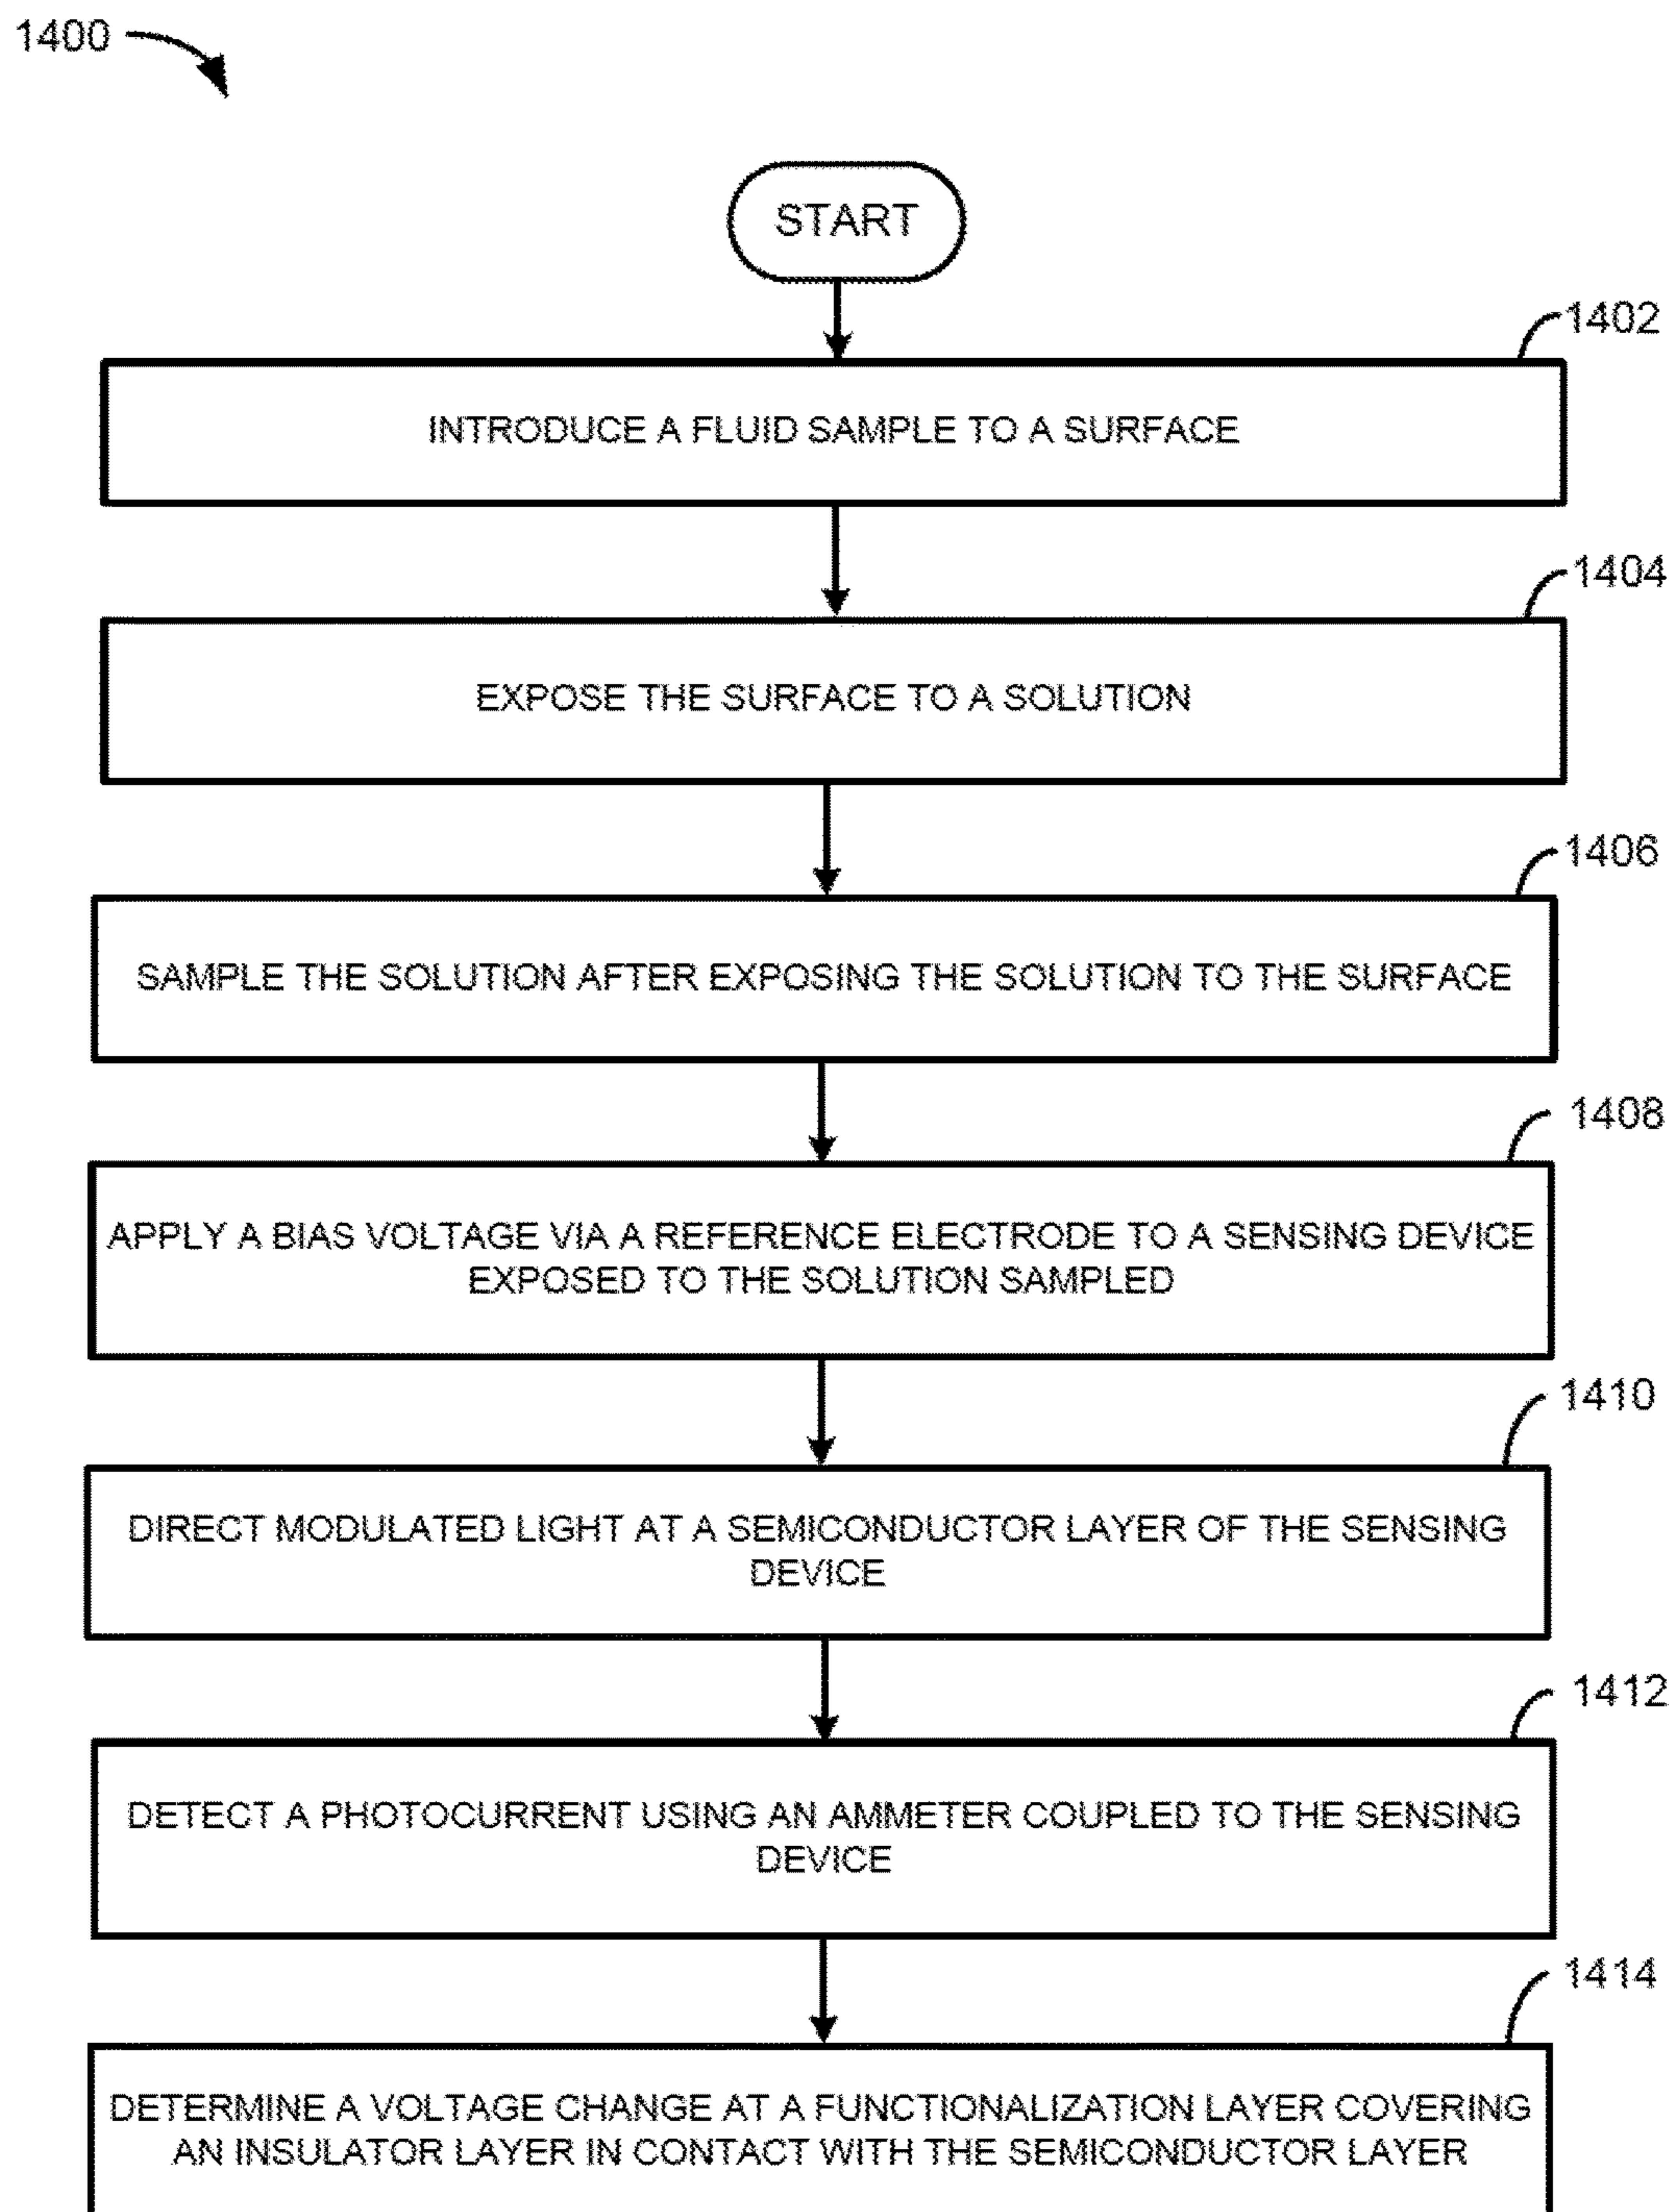 1400
START
1402
INTRODUCE A FLUID SAMPLE TO A SURFACE
1404
EXPOSE THE SURFACE TO A SOLUTION
1406
SAMPLE THE SOLUTION AFTER EXPOSING THE SOLUTION TO THE SURFACE
1408
APPLY A BIAS VOLTAGE VIA A REFERENCE ELECTRODE TO A SENSING DEVICE
EXPOSED TO THE SOLUTION SAMPLED
1410
DIRECT MODULATED LIGHT AT A SEMICONDUCTOR LAYER OF THE SENSING
DEVICE
1412
DETECT A PHOTOCURRENT USING AN AMMETER COUPLED TO THE SENSING
DEVICE
1414
DETERMINE A VOLTAGE CHANGE AT A FUNCTIONALIZATION LAYER COVERING
AN INSULATOR LAYER IN CONTACT WITH THE SEMICONDUCTOR LAYER